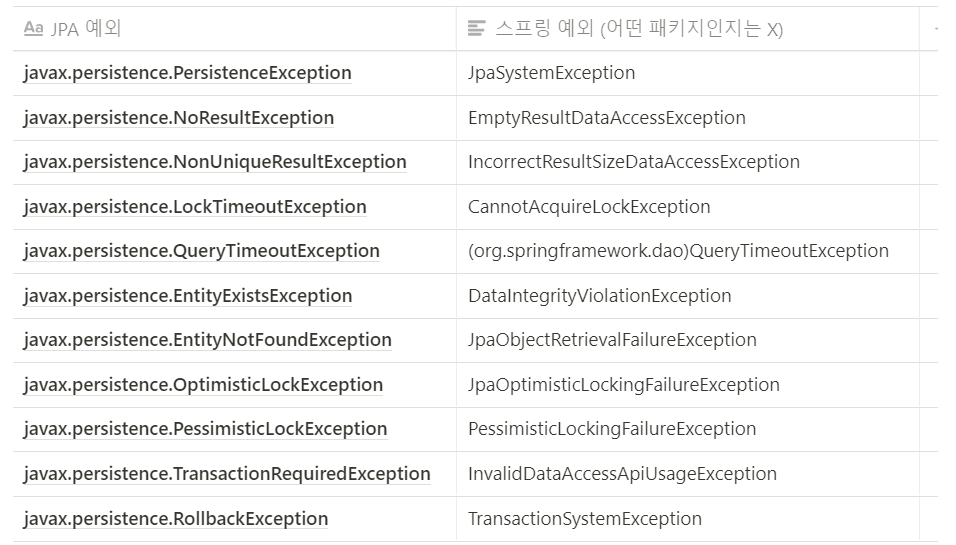 Aa JPA 예외 스프링 예외 (어떤 패키지인지는 X)
javax.persistence.PersistenceException JpaSystemException
javax.persistence.NoResultException EmptyResultDataAccessException
javax.persistence.NonUniqueResultException IncorrectResultSizeDataAccessException
javax.persistence.LockTimeoutException CannotAcquireLockException
javax.persistence.QueryTimeoutException (org.springframework.dao)QueryTimeoutException
javax.persistence.EntityExistsException DataIntegrityViolationException
javax.persistence.EntityNotFoundException JpaObjectRetrievalFailureException
javax.persistence.OptimisticLockException JpaOptimisticLockingFailureException
javax.persistence.PessimisticLockException PessimisticLockingFailureException
javax.persistence.TransactionRequiredException InvalidDataAccessApiUsageException
javax.persistence.RollbackException TransactionSystemException